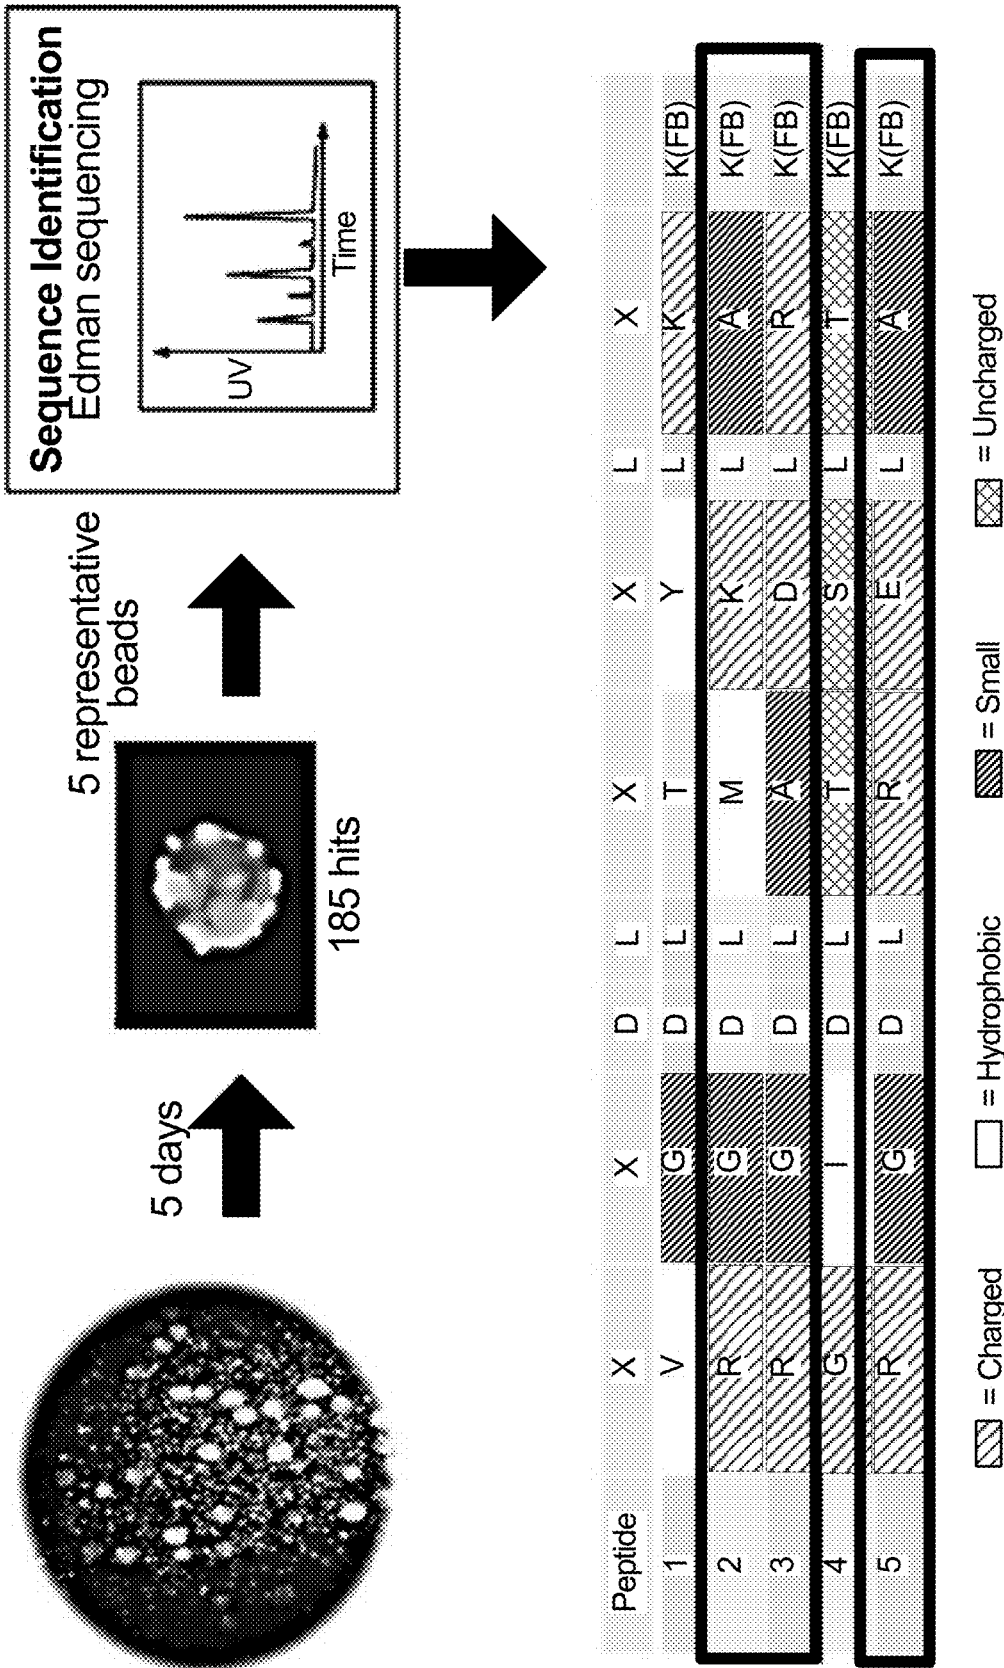 5 days
185 hits
5 representative
beads
Sequence Identification
Edman sequencing
UV
Time
Peptide X X D L X X L X
1 V G D L T Y L K K(FB)
2 R G D L M K L A K(FB)
3 R G D L A D L R K(FB)
4 G I D L T S L T K(FB)
5 R G D L R E L A K(FB)
= Charged = Hydrophobic = Small = Uncharged